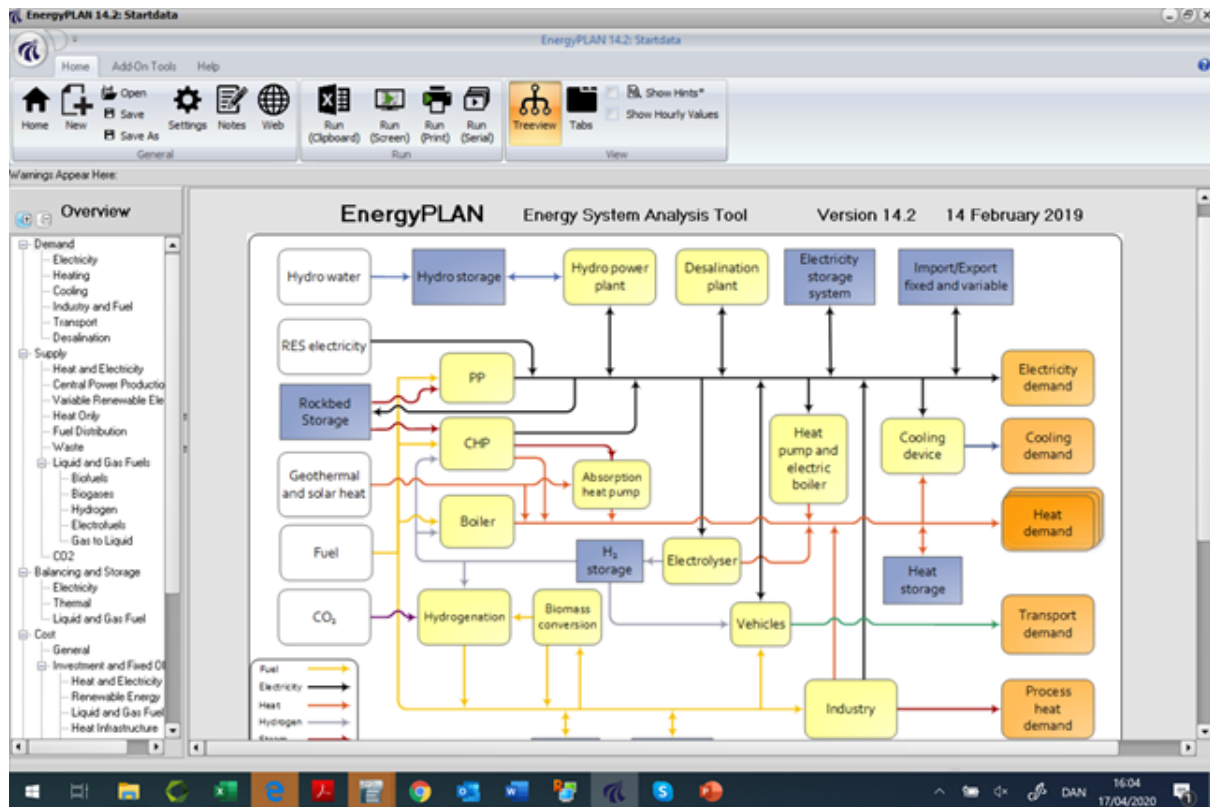 EnergyPLAN 14.2: Startdata
EnergyPLAN 14.2: Startdata
Home Add-On Tools Help
Home
New
Open
Save
Save As
Settings
Notes
Web
Run
(Clipboard)
Run
(Screen)
Run
(Print)
Run
(Serial)
Treeview
Tabs
Show Hints*
Show Hourly Values
General
Run
View
Warnings Appear Here:
Overview
Demand
Electricity
Heating
Cooling
Industry and Fuel
Transport
Desalination
Supply
Heat and Electricity
Central Power Productio
Variable Renewable Ele
Heat Only
Fuel Distribution
Waste
Liquid and Gas Fuels
Biofuels
Biogases
Hydrogen
Electrofuels
Gas to Liquid
CO2
Balancing and Storage
Electricity
Thermal
Liquid and Gas Fuel
Cost
General
Investment and Fixed O
Heat and Electricity
Renewable Energy
Liquid and Gas Fuel
Heat Infrastructure
EnergyPLAN Energy System Analysis Tool Version 14.2 14 February 2019
Hydro water
Hydro storage
Hydro power
plant
Desalination
plant
Electricity
storage
system
Import/Export
fixed and variable
RES electricity
PP
Electricity
demand
Rockbed
Storage
CHP
Heat
pump and
electric
boiler
Cooling
device
Cooling
demand
Geothermal
and solar heat
Absorption
heat pump
Boiler
Heat
demand
Fuel
H₂
storage
Electrolyser
Heat
storage
CO₂
Hydrogenation
Biomass
conversion
Vehicles
Transport
demand
Fuel
Electricity
Heat
Hydrogen
Steam
Industry
Process
heat
demand
DAN
16:04
17/04/2020